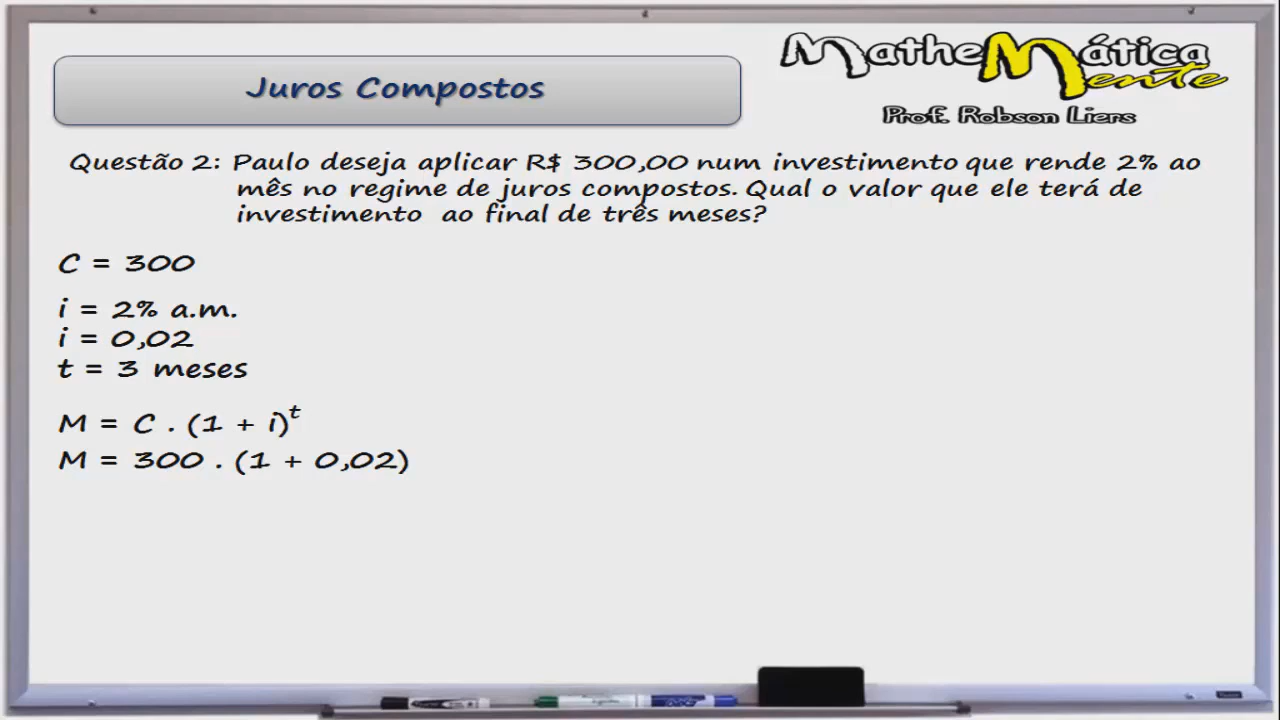 MatheMática
mente
Prof. Robson Liers
Juros Compostos
Questão 2: Paulo deseja aplicar R$ 300,00 num investimento que rende 2% ao
mês no regime de juros compostos. Qual o valor que ele terá de
investimento ao final de três meses?
C = 300
i = 2% a.m.
i = 0,02
t = 3 meses
M = C . (1 + i)^t
M = 300 . (1 + 0,02)